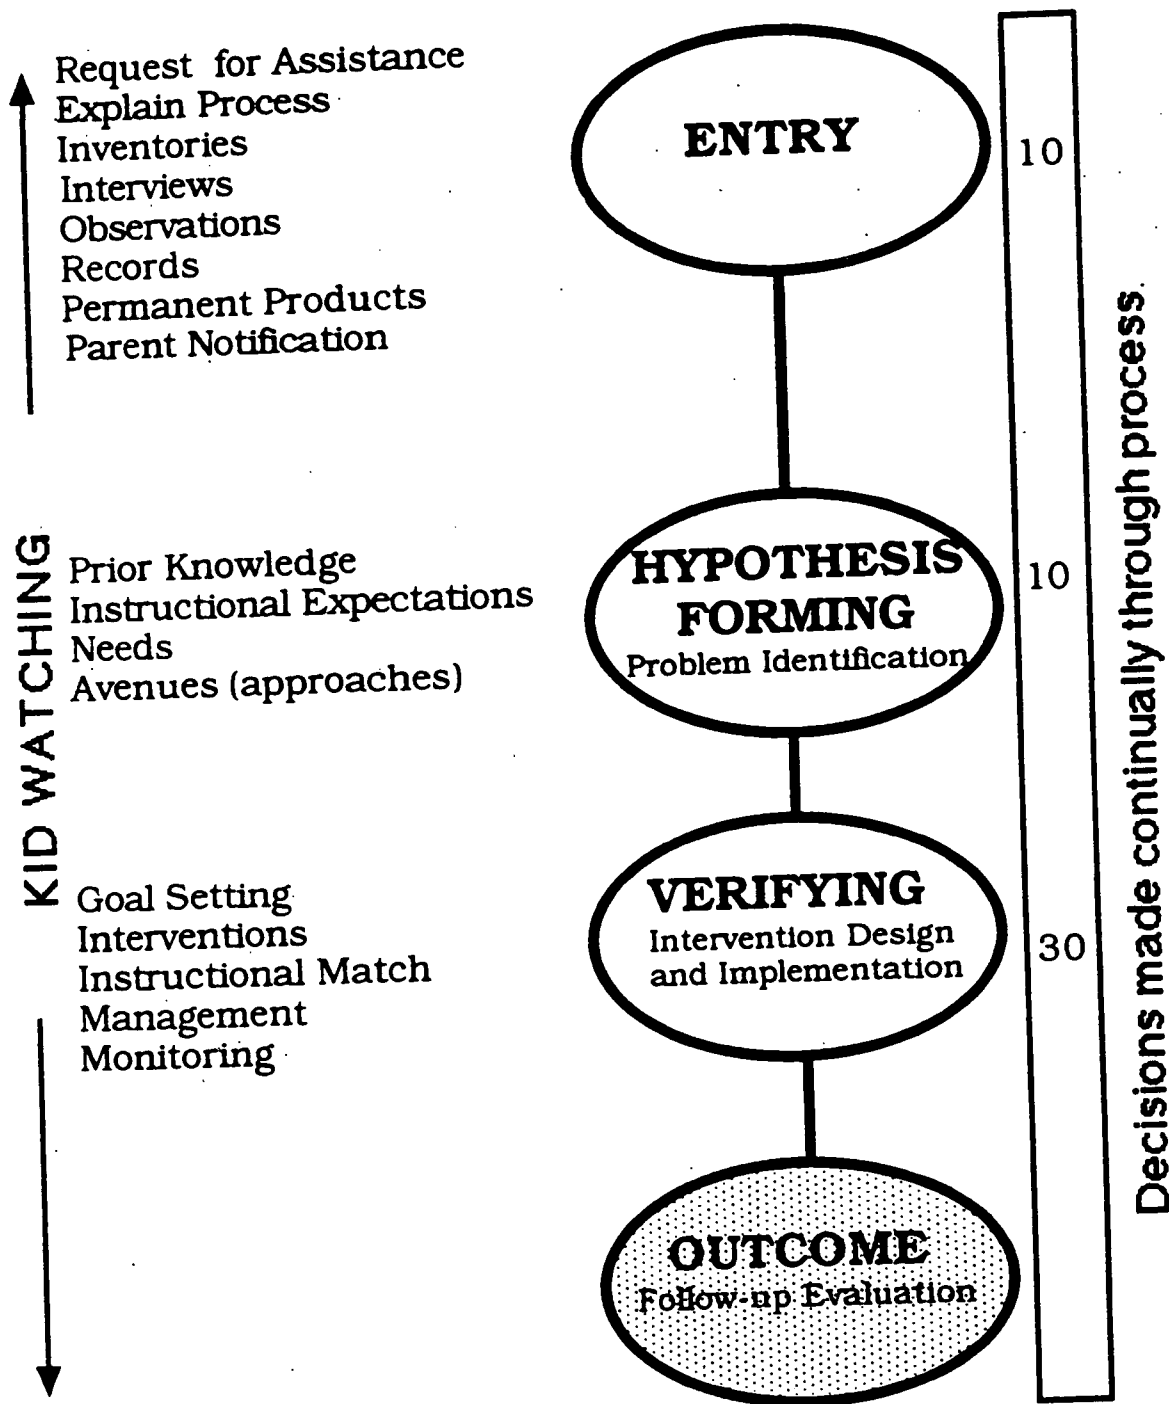 Request for Assistance
Explain Process
Inventories
Interviews
Observations
Records
Permanent Products
Parent Notification
ENTRY
10
KID WATCHING
Prior Knowledge
Instructional Expectations
Needs
Avenues (approaches)
HYPOTHESIS
FORMING
Problem Identification
10
Goal Setting
Interventions
Instructional Match
Management
Monitoring
VERIFYING
Intervention Design
and Implementation
30
OUTCOME
Follow-up Evaluation
Decisions made continually through process.